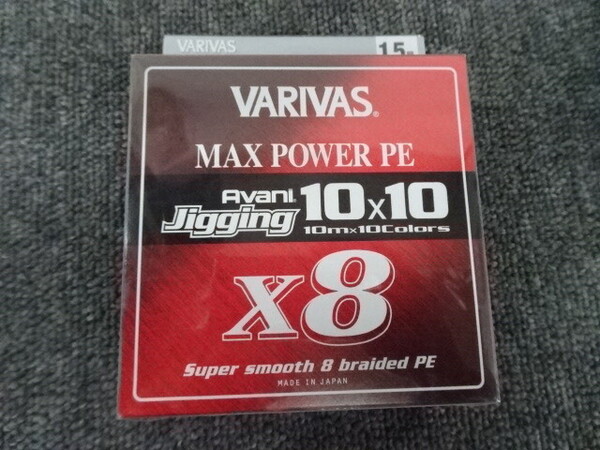 VARIVAS
1.5
VARIVAS®
MAX POWER PE
Avani
Jigging 10x10
10m×10Colors
X8
Super smooth 8 braided PE
MADE IN JAPAN